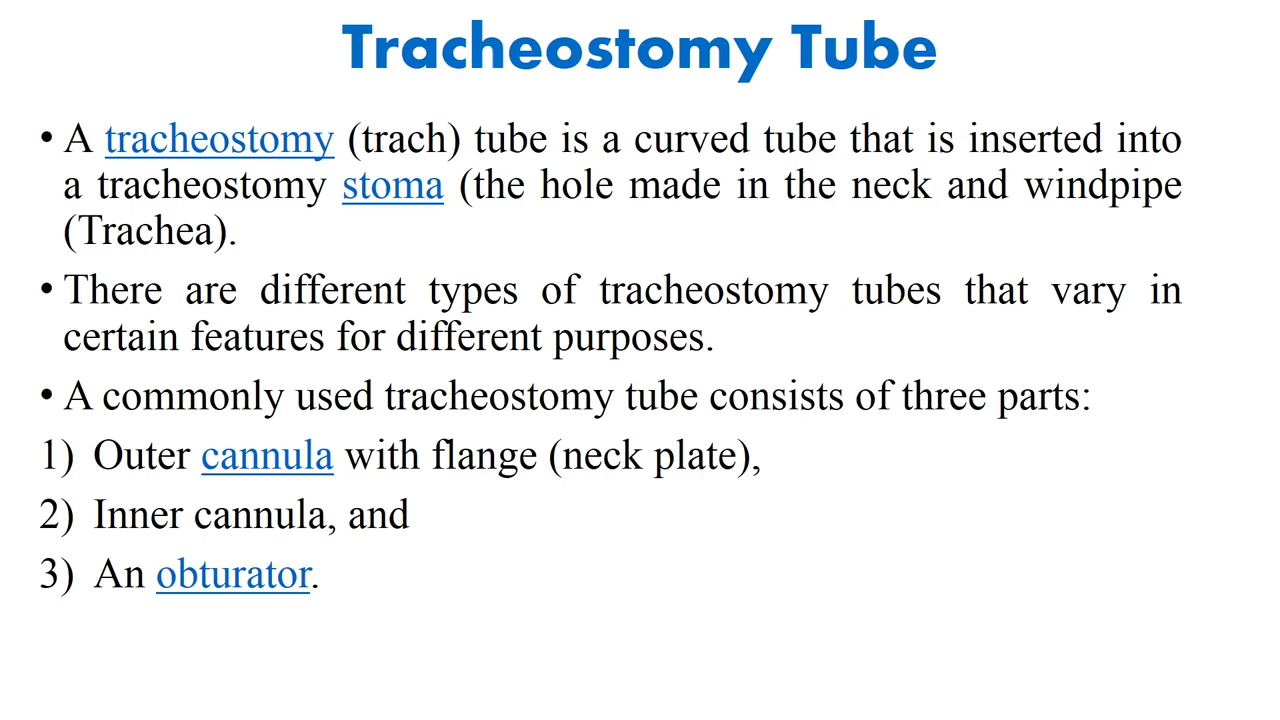 Tracheostomy Tube
• A tracheostomy (trach) tube is a curved tube that is inserted into
a tracheostomy stoma (the hole made in the neck and windpipe
(Trachea).
• There are different types of tracheostomy tubes that vary in
certain features for different purposes.
• A commonly used tracheostomy tube consists of three parts:
1) Outer cannula with flange (neck plate),
2) Inner cannula, and
3) An obturator.